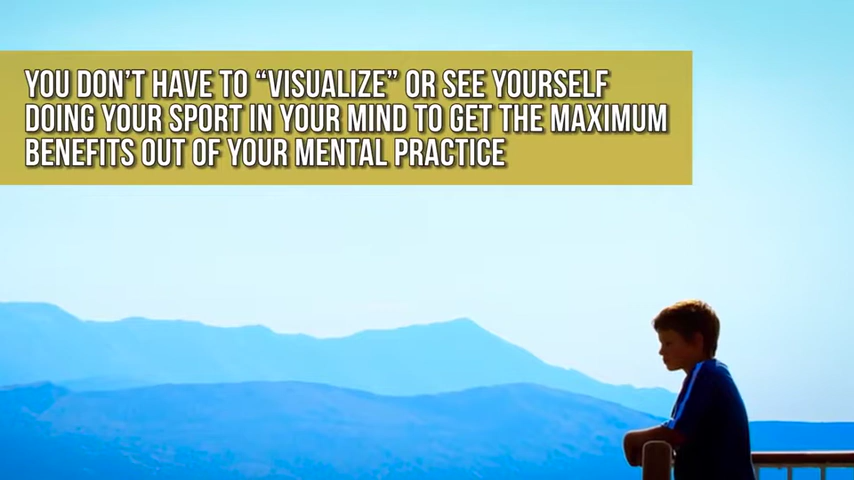 YOU DON'T HAVE TO “VISUALIZE” OR SEE YOURSELF
DOING YOUR SPORT IN YOUR MIND TO GET THE MAXIMUM
BENEFITS OUT OF YOUR MENTAL PRACTICE